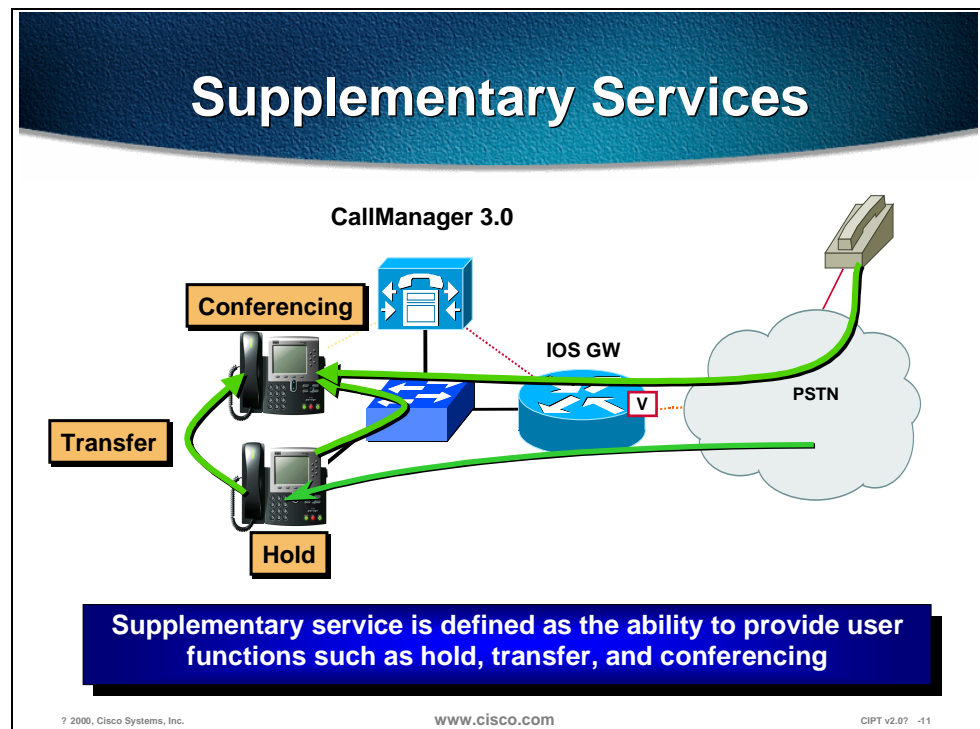 Supplementary Services
CallManager 3.0
Conferencing
IOS GW
V
PSTN
Transfer
Hold
Supplementary service is defined as the ability to provide user
functions such as hold, transfer, and conferencing
? 2000, Cisco Systems, Inc.
www.cisco.com
CIPT v2.0? -11